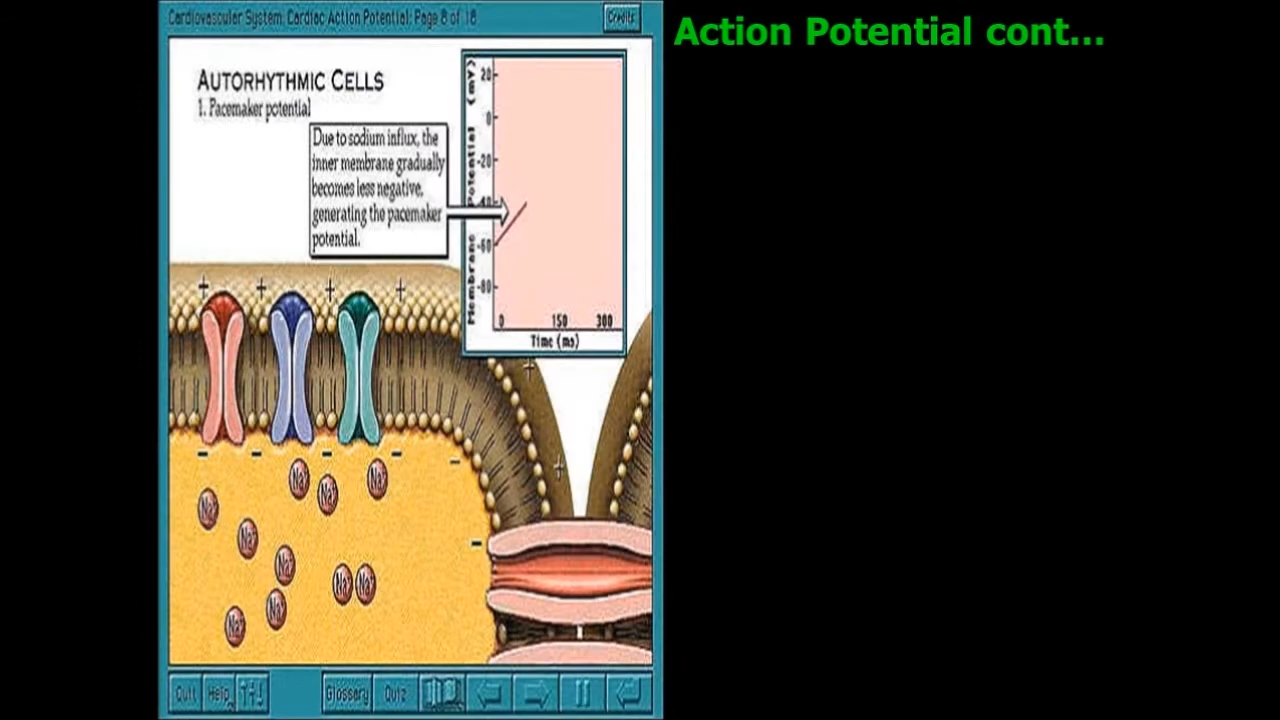 Cardiovascular System: Cardiac Action Potential: Page 8 of 18
Credits
Action Potential cont...
AUTORHYTHMIC CELLS
1. Pacemaker potential
Due to sodium influx, the
inner membrane gradually
becomes less negative,
generating the pacemaker
potential.
Membrane Potential (mV)
20
0
-20
-40
-60
-80
0 150 300
Time (ms)
+ + + +
+
+
- - - -
-
-
Na+ Na+
Na+
Na+
Na+
Na+
Na+ Na+
Na+
Na+
Quit Help Glossary Quiz